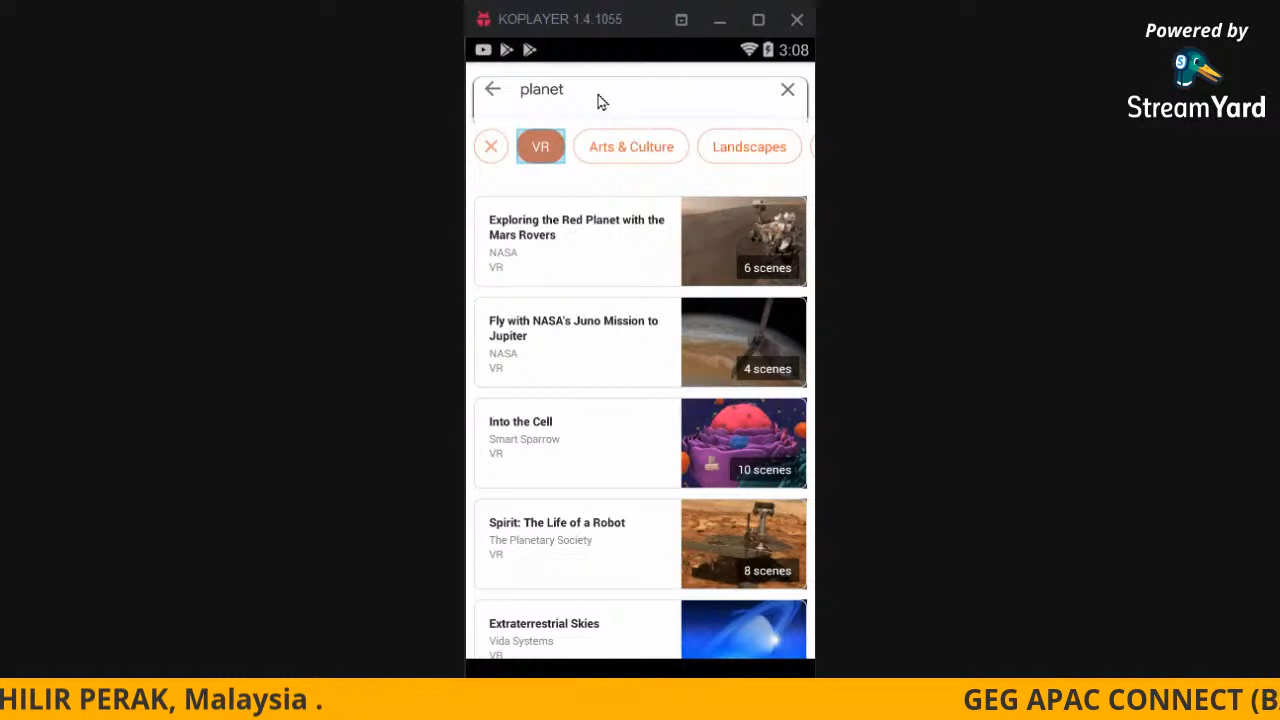 KOPLAYER 1.4.1055
3:08
Powered by
StreamYard
planet
VR
Arts & Culture
Landscapes
Exploring the Red Planet with the
Mars Rovers
NASA
VR
6 scenes
Fly with NASA's Juno Mission to
Jupiter
NASA
VR
4 scenes
Into the Cell
Smart Sparrow
VR
10 scenes
Spirit: The Life of a Robot
The Planetary Society
VR
8 scenes
Extraterrestrial Skies
Vida Systems
VR
HILIR PERAK, Malaysia .
GEG APAC CONNECT (B